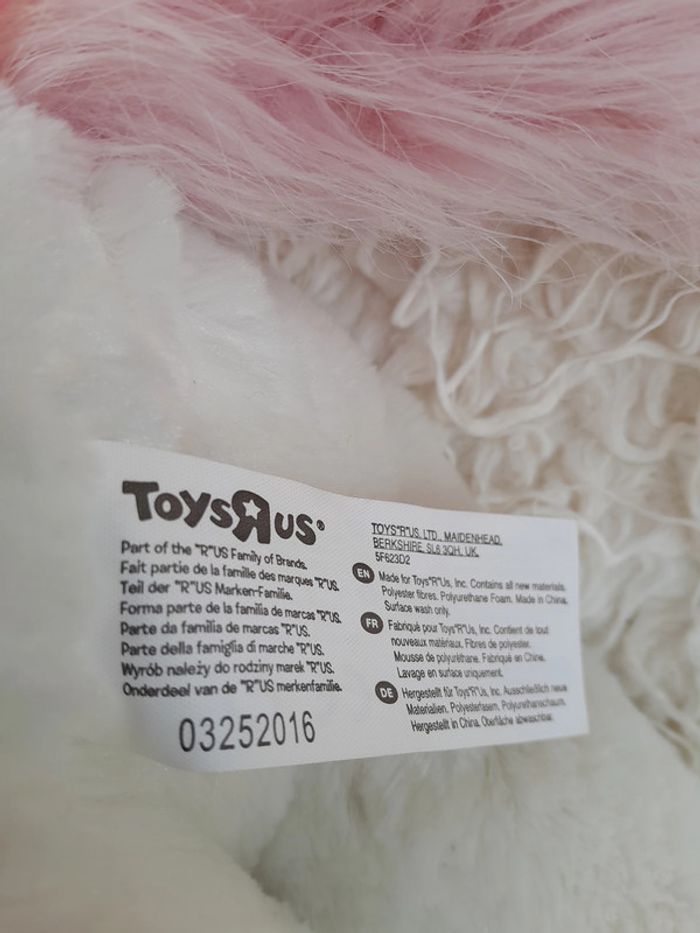 TOYSЯUS®
Part of the "R"US Family of Brands.
Fait partie de la famille des marques "R"US.
Teil der "R"US Marken-Familie.
Forma parte de la familia de marcas "R"US.
Parte da familia de marcas "R"US.
Parte della famiglia di marche "R"US.
Wyrób należy do rodziny marek "R"US.
Onderdeel van de "R"US merkenfamilie.
03252016
TOYS"R"US, LTD., MAIDENHEAD,
BERKSHIRE, SL6 3QH, UK.
5F623D2
EN Made for Toys"R"Us, Inc. Contains all new materials.
Polyester fibres. Polyurethane Foam. Made in China.
Surface wash only.
FR Fabriqué pour Toys"R"Us, Inc. Contient de tout
nouveaux matériaux. Fibres de polyester.
Mousse de polyuréthane. Fabriqué en Chine.
Lavage en surface uniquement.
DE Hergestellt für Toys"R"Us, Inc. Ausschließlich neue
Materialien. Polyesterfasern. Polyurethanschaum.
Hergestellt in China. Oberfläche abwaschbar.